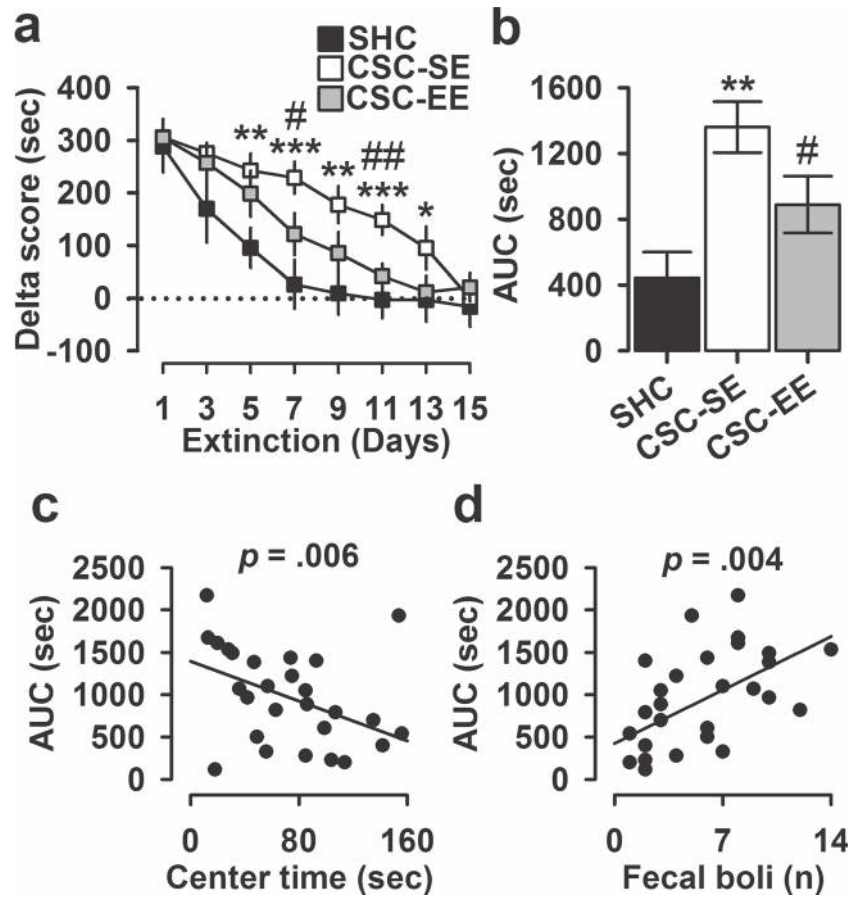 a
SHC
CSC-SE
CSC-EE
Delta score (sec)
400
300
200
100
0
-100
**
#
***
**
##
***
*
1 3 5 7 9 11 13 15
Extinction (Days)
b
AUC (sec)
1600
1200
800
400
0
**
#
SHC
CSC-SE
CSC-EE
c
p = .006
AUC (sec)
2500
2000
1500
1000
500
0
0 80 160
Center time (sec)
d
p = .004
AUC (sec)
2500
2000
1500
1000
500
0
0 7 14
Fecal boli (n)